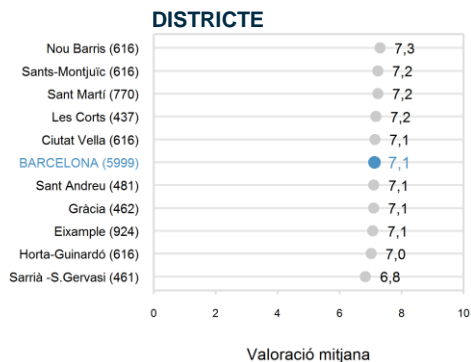 DISTRICTE
Nou Barris (616) 7,3
Sants-Montjuïc (616) 7,2
Sant Martí (770) 7,2
Les Corts (437) 7,2
Ciutat Vella (616) 7,1
BARCELONA (5999) 7,1
Sant Andreu (481) 7,1
Gràcia (462) 7,1
Eixample (924) 7,1
Horta-Guinardó (616) 7,0
Sarrià -S.Gervasi (461) 6,8
0 2 4 6 8 10
Valoració mitjana